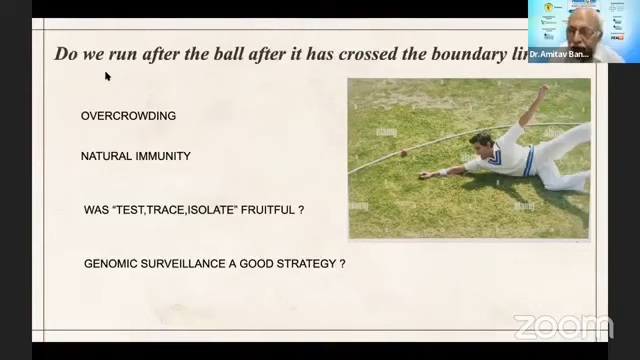 Do we run after the ball after it has crossed the boundary
Dr.Amitav Ban...
OVERCROWDING
NATURAL IMMUNITY
WAS “TEST,TRACE,ISOLATE” FRUITFUL ?
GENOMIC SURVEILLANCE A GOOD STRATEGY ?
alamy
zoom